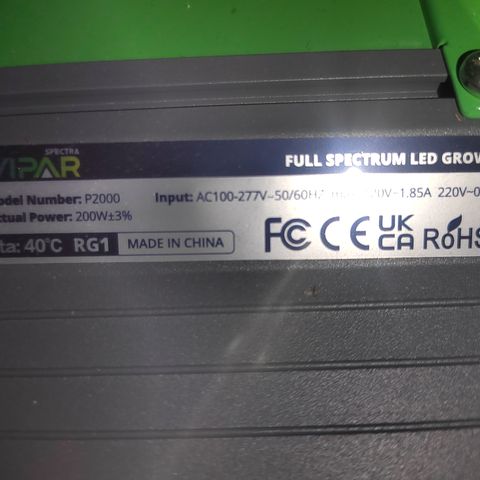 SPECTRA
VIPAR
FULL SPECTRUM LED GROW
odel Number: P2000
Input: AC100-277V~50/60Hz 1.85A 220V~0
ctual Power: 200W±3%
ta: 40°C RG1 MADE IN CHINA
FC CE UK CA RoHS